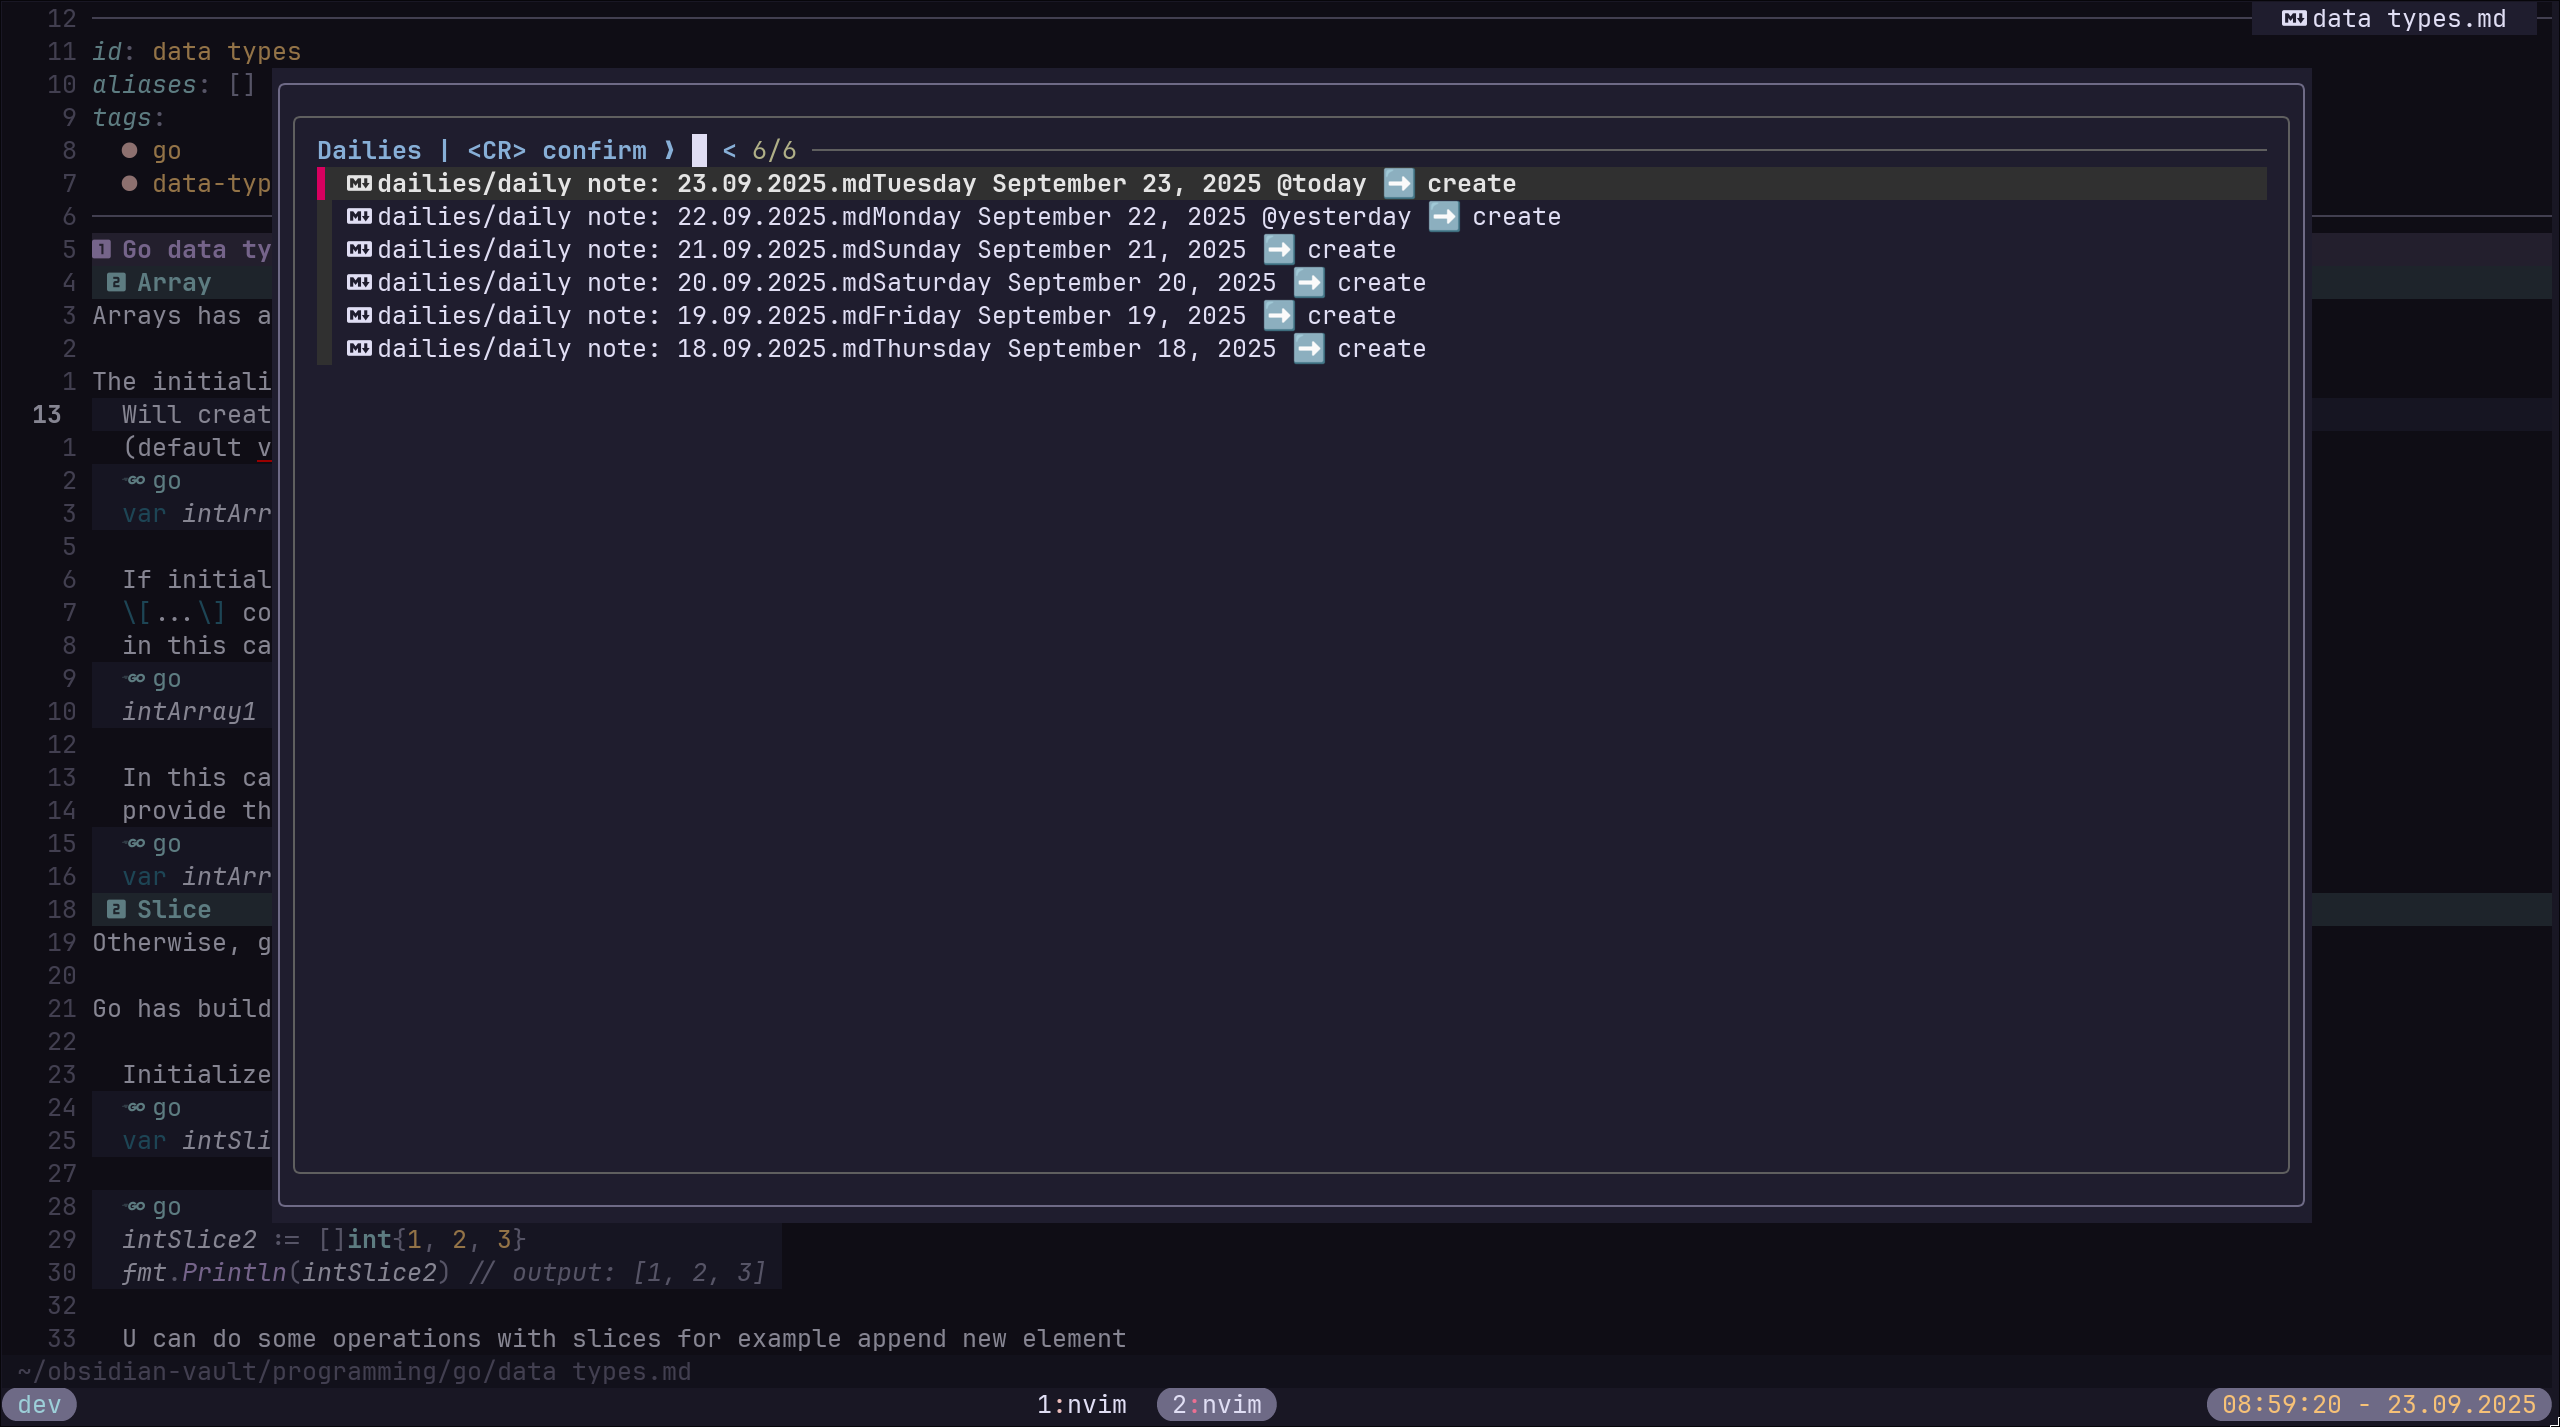 12 data types.md
11 id: data types
10 aliases: []
9 tags:
8 ● go
7 ● data-typ
6
5 1 Go data ty
4 2 Array
3 Arrays has a
2
1 The initiali
13 Will creat
1 (default v
2 go
3 var intArr
5
6 If initial
7 \[...\] co
8 in this ca
9 go
10 intArray1
12
13 In this ca
14 provide th
15 go
16 var intArr
18 2 Slice
19 Otherwise, g
20
21 Go has build
22
23 Initialize
24 go
25 var intSli
27
28 go
29 intSlice2 := []int{1, 2, 3}
30 fmt.Println(intSlice2) // output: [1, 2, 3]
32
33 U can do some operations with slices for example append new element
Dailies | <CR> confirm ❫ < 6/6
dailies/daily note: 23.09.2025.mdTuesday September 23, 2025 @today ➡️ create
dailies/daily note: 22.09.2025.mdMonday September 22, 2025 @yesterday ➡️ create
dailies/daily note: 21.09.2025.mdSunday September 21, 2025 ➡️ create
dailies/daily note: 20.09.2025.mdSaturday September 20, 2025 ➡️ create
dailies/daily note: 19.09.2025.mdFriday September 19, 2025 ➡️ create
dailies/daily note: 18.09.2025.mdThursday September 18, 2025 ➡️ create
~/obsidian-vault/programming/go/data types.md
dev 1:nvim 2:nvim 08:59:20 - 23.09.2025